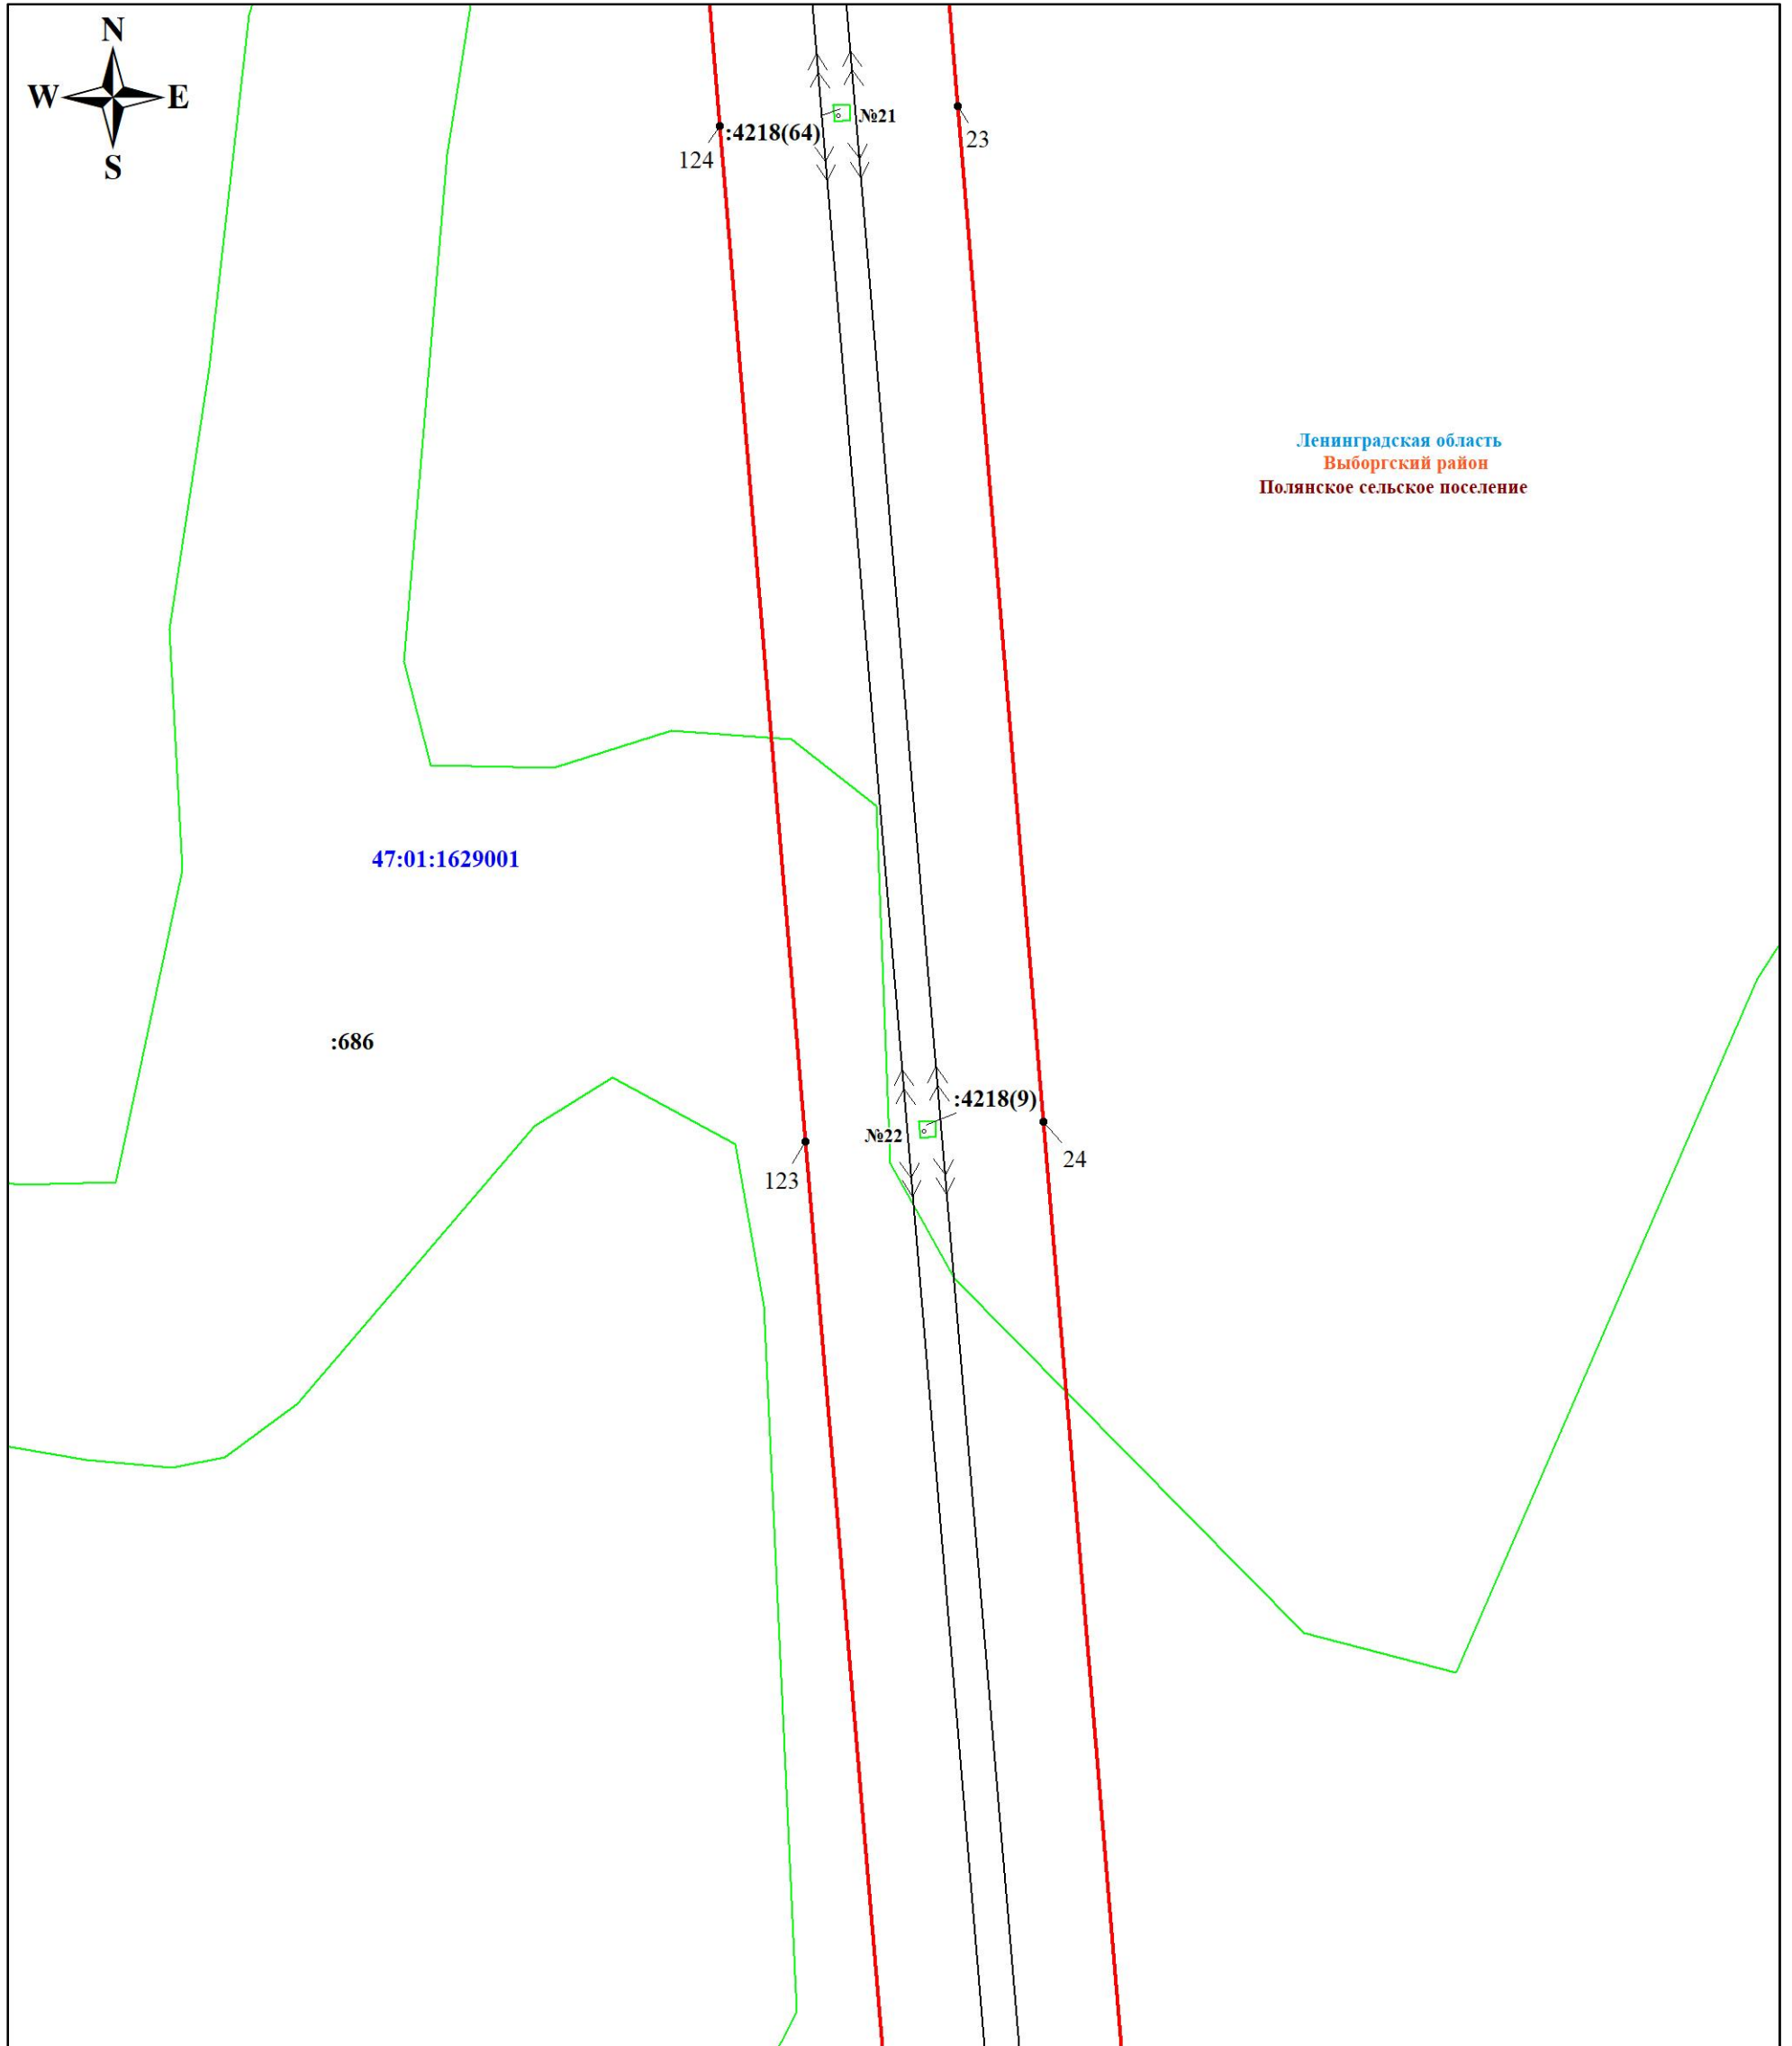 N
W E
S
№21
:4218(64)
23
124
Ленинградская область
Выборгский район
Полянское сельское поселение
47:01:1629001
:686
:4218(9)
№22
24
123